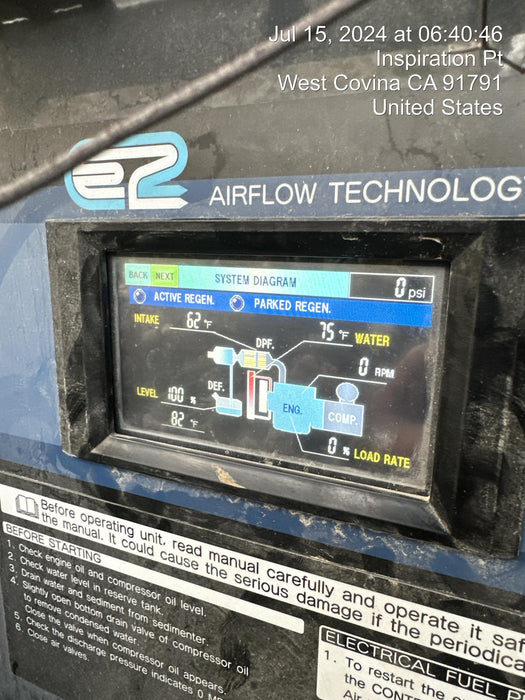 Jul 15, 2024 at 06:40:46
Inspiration Pt
West Covina CA 91791
United States
e2 AIRFLOW TECHNOLOG
BACK NEXT SYSTEM DIAGRAM 0 psi
ACTIVE REGEN. PARKED REGEN.
INTAKE 62 °F
75 °F WATER
DPF.
0 RPM
LEVEL 100 %
DEF.
82 °F
ENG.
COMP.
0 % LOAD RATE
Before operating unit, read manual carefully and operate it saf
the manual. It could cause the serious damage if the periodica
BEFORE STARTING
1. Check engine oil and compressor oil level.
2. Check water level in reserve tank.
3. Drain water and sediment from sedimenter.
4. Slightly open bottom drain valve of compressor oil
to remove condensed water.
Close the valve when compressor oil appears.
5. Check the discharge pressure indicates 0 MPa
6. Close air valves.
ELECTRICAL FUEL
1. To restart the
the CONT
Air